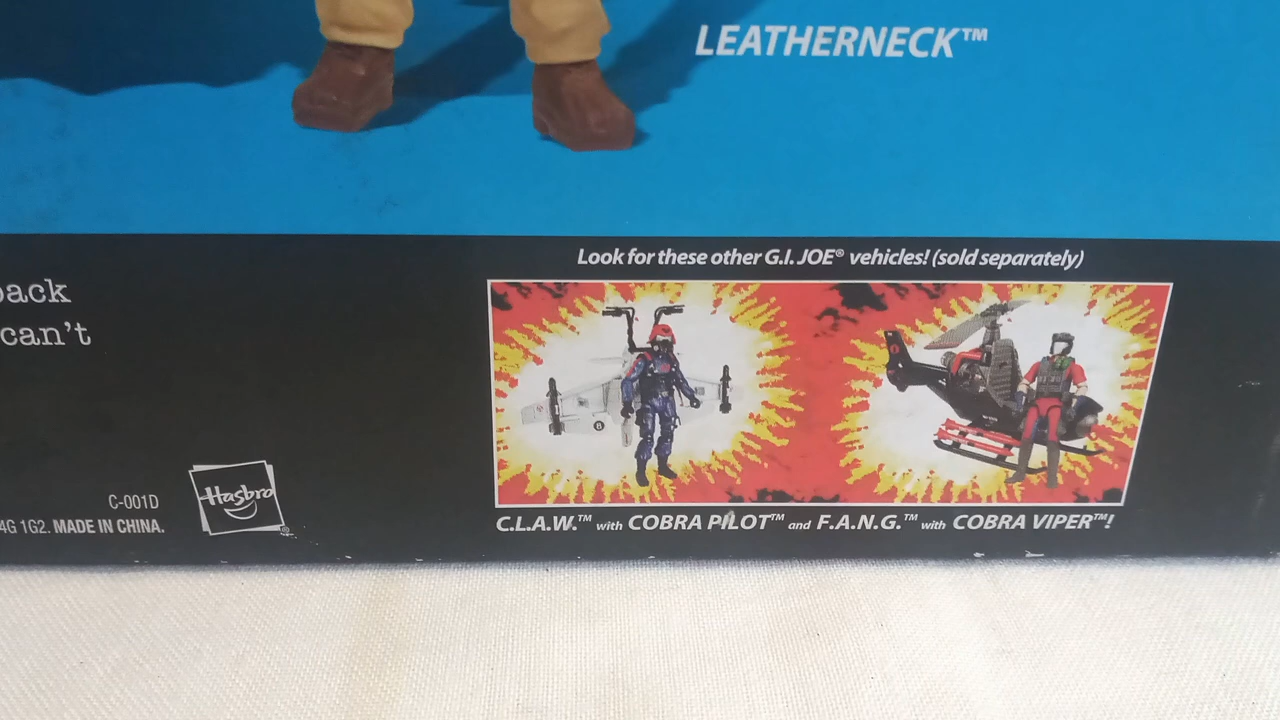 LEATHERNECK™
Look for these other G.I. JOE® vehicles! (sold separately)
can't
C-001D
4G 1G2. MADE IN CHINA.
Hasbro
®
C.L.A.W.™ with COBRA PILOT™ and F.A.N.G.™ with COBRA VIPER™!